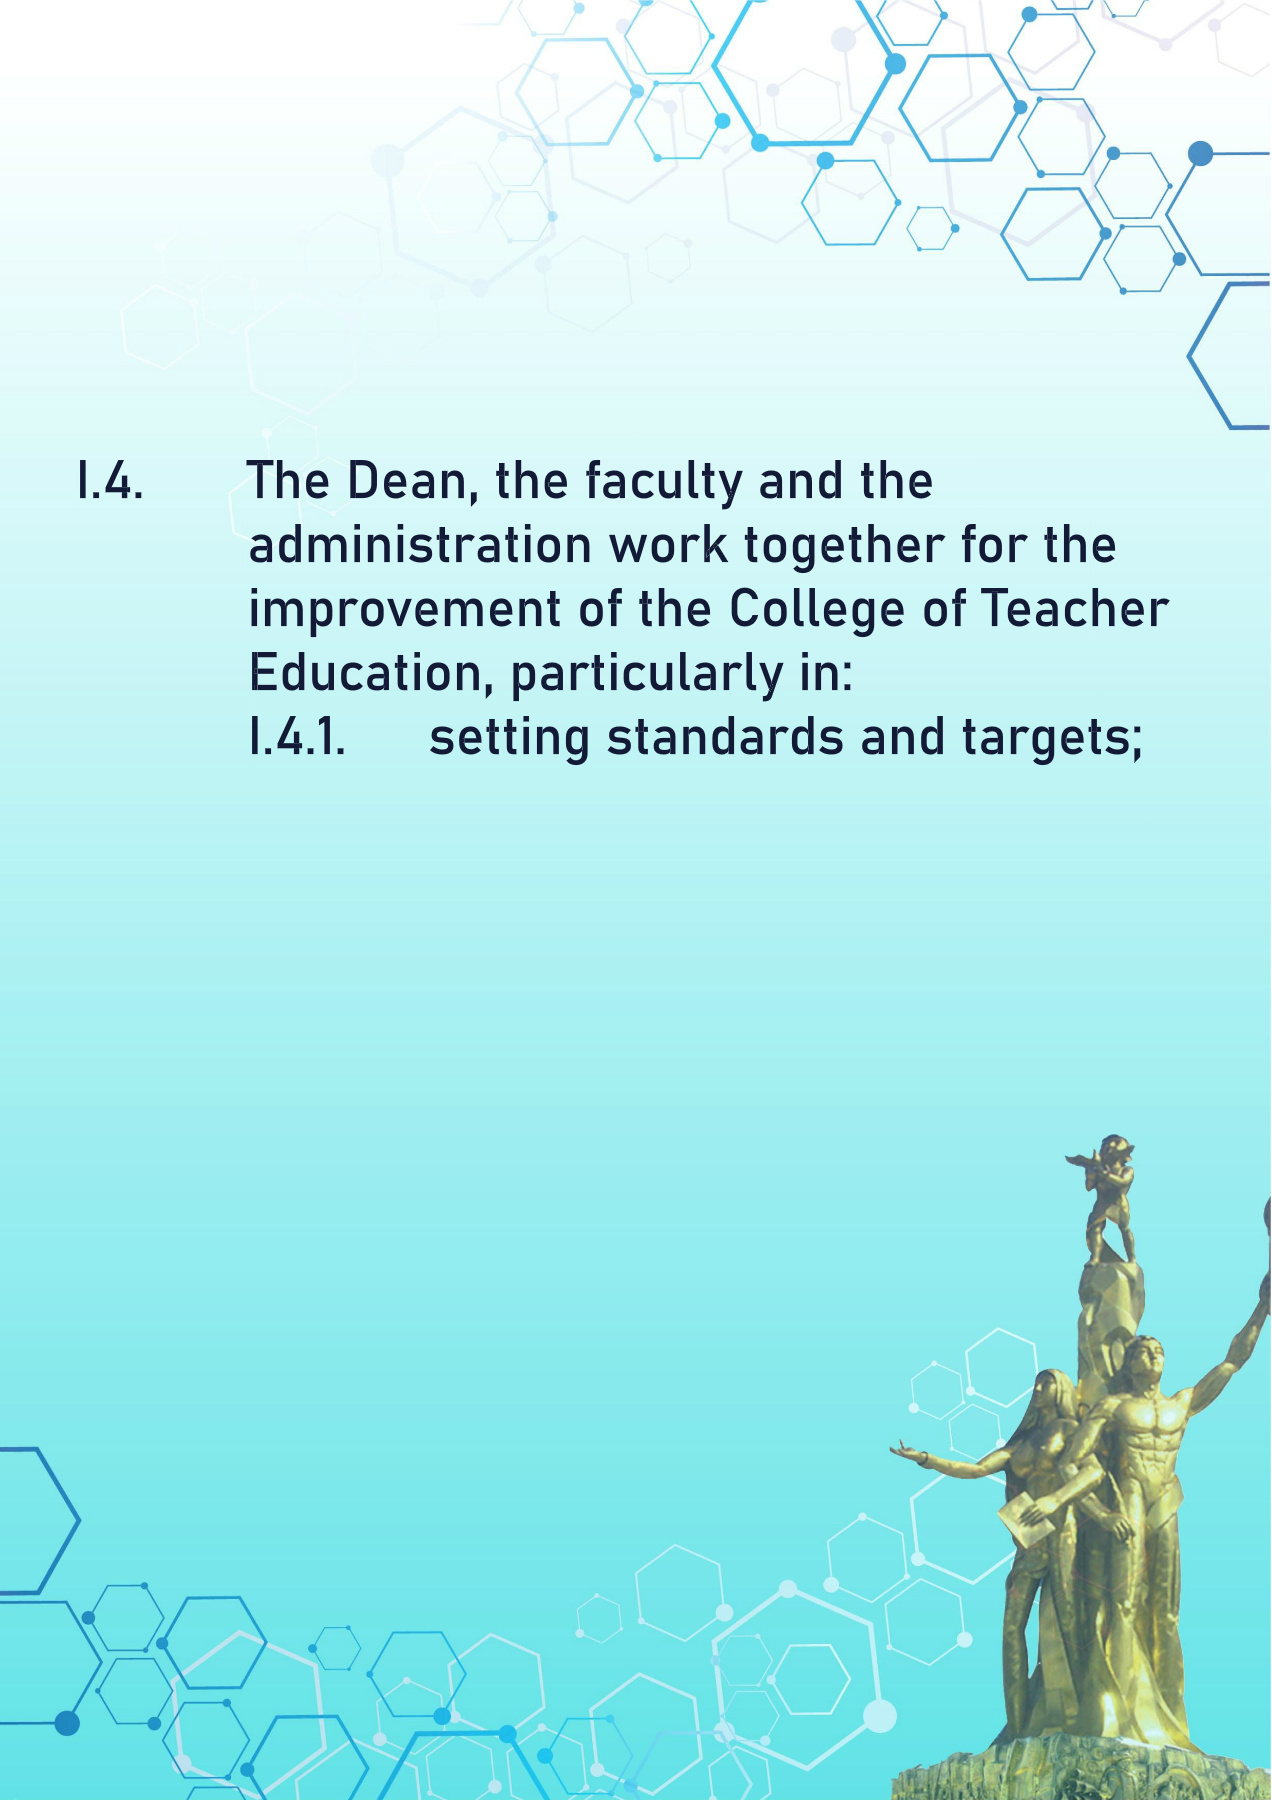 I.4. The Dean, the faculty and the
administration work together for the
improvement of the College of Teacher
Education, particularly in:
I.4.1. setting standards and targets;